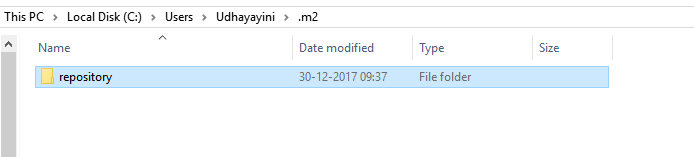 This PC > Local Disk (C:) > Users > Udhayayini > .m2
Name Date modified Type Size
repository 30-12-2017 09:37 File folder